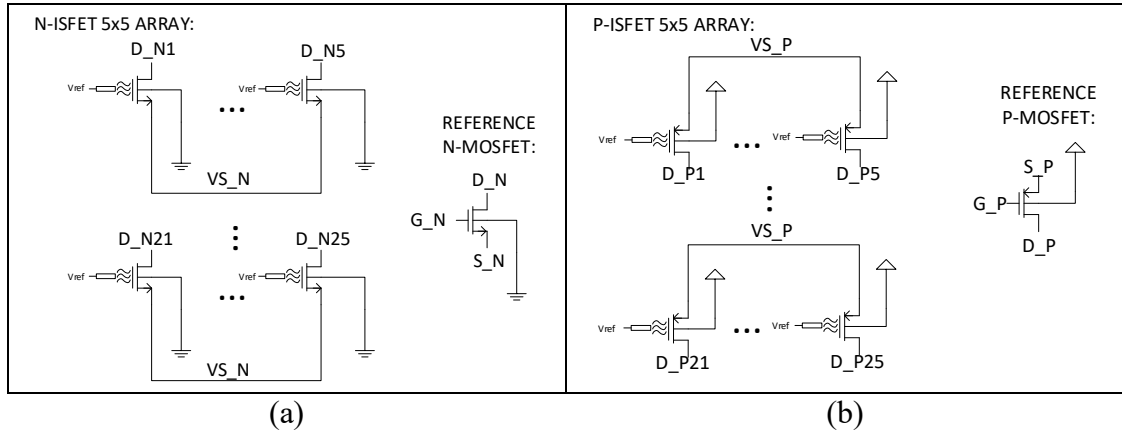 N-ISFET 5x5 ARRAY:
D_N1 D_N5
Vref Vref
...
VS_N
REFERENCE
N-MOSFET:
D_N
G_N
S_N
D_N21 D_N25
Vref Vref
...
VS_N
(a)
P-ISFET 5x5 ARRAY:
VS_P
Vref Vref
...
D_P1 D_P5
REFERENCE
P-MOSFET:
S_P
G_P
D_P
VS_P
Vref Vref
...
D_P21 D_P25
(b)